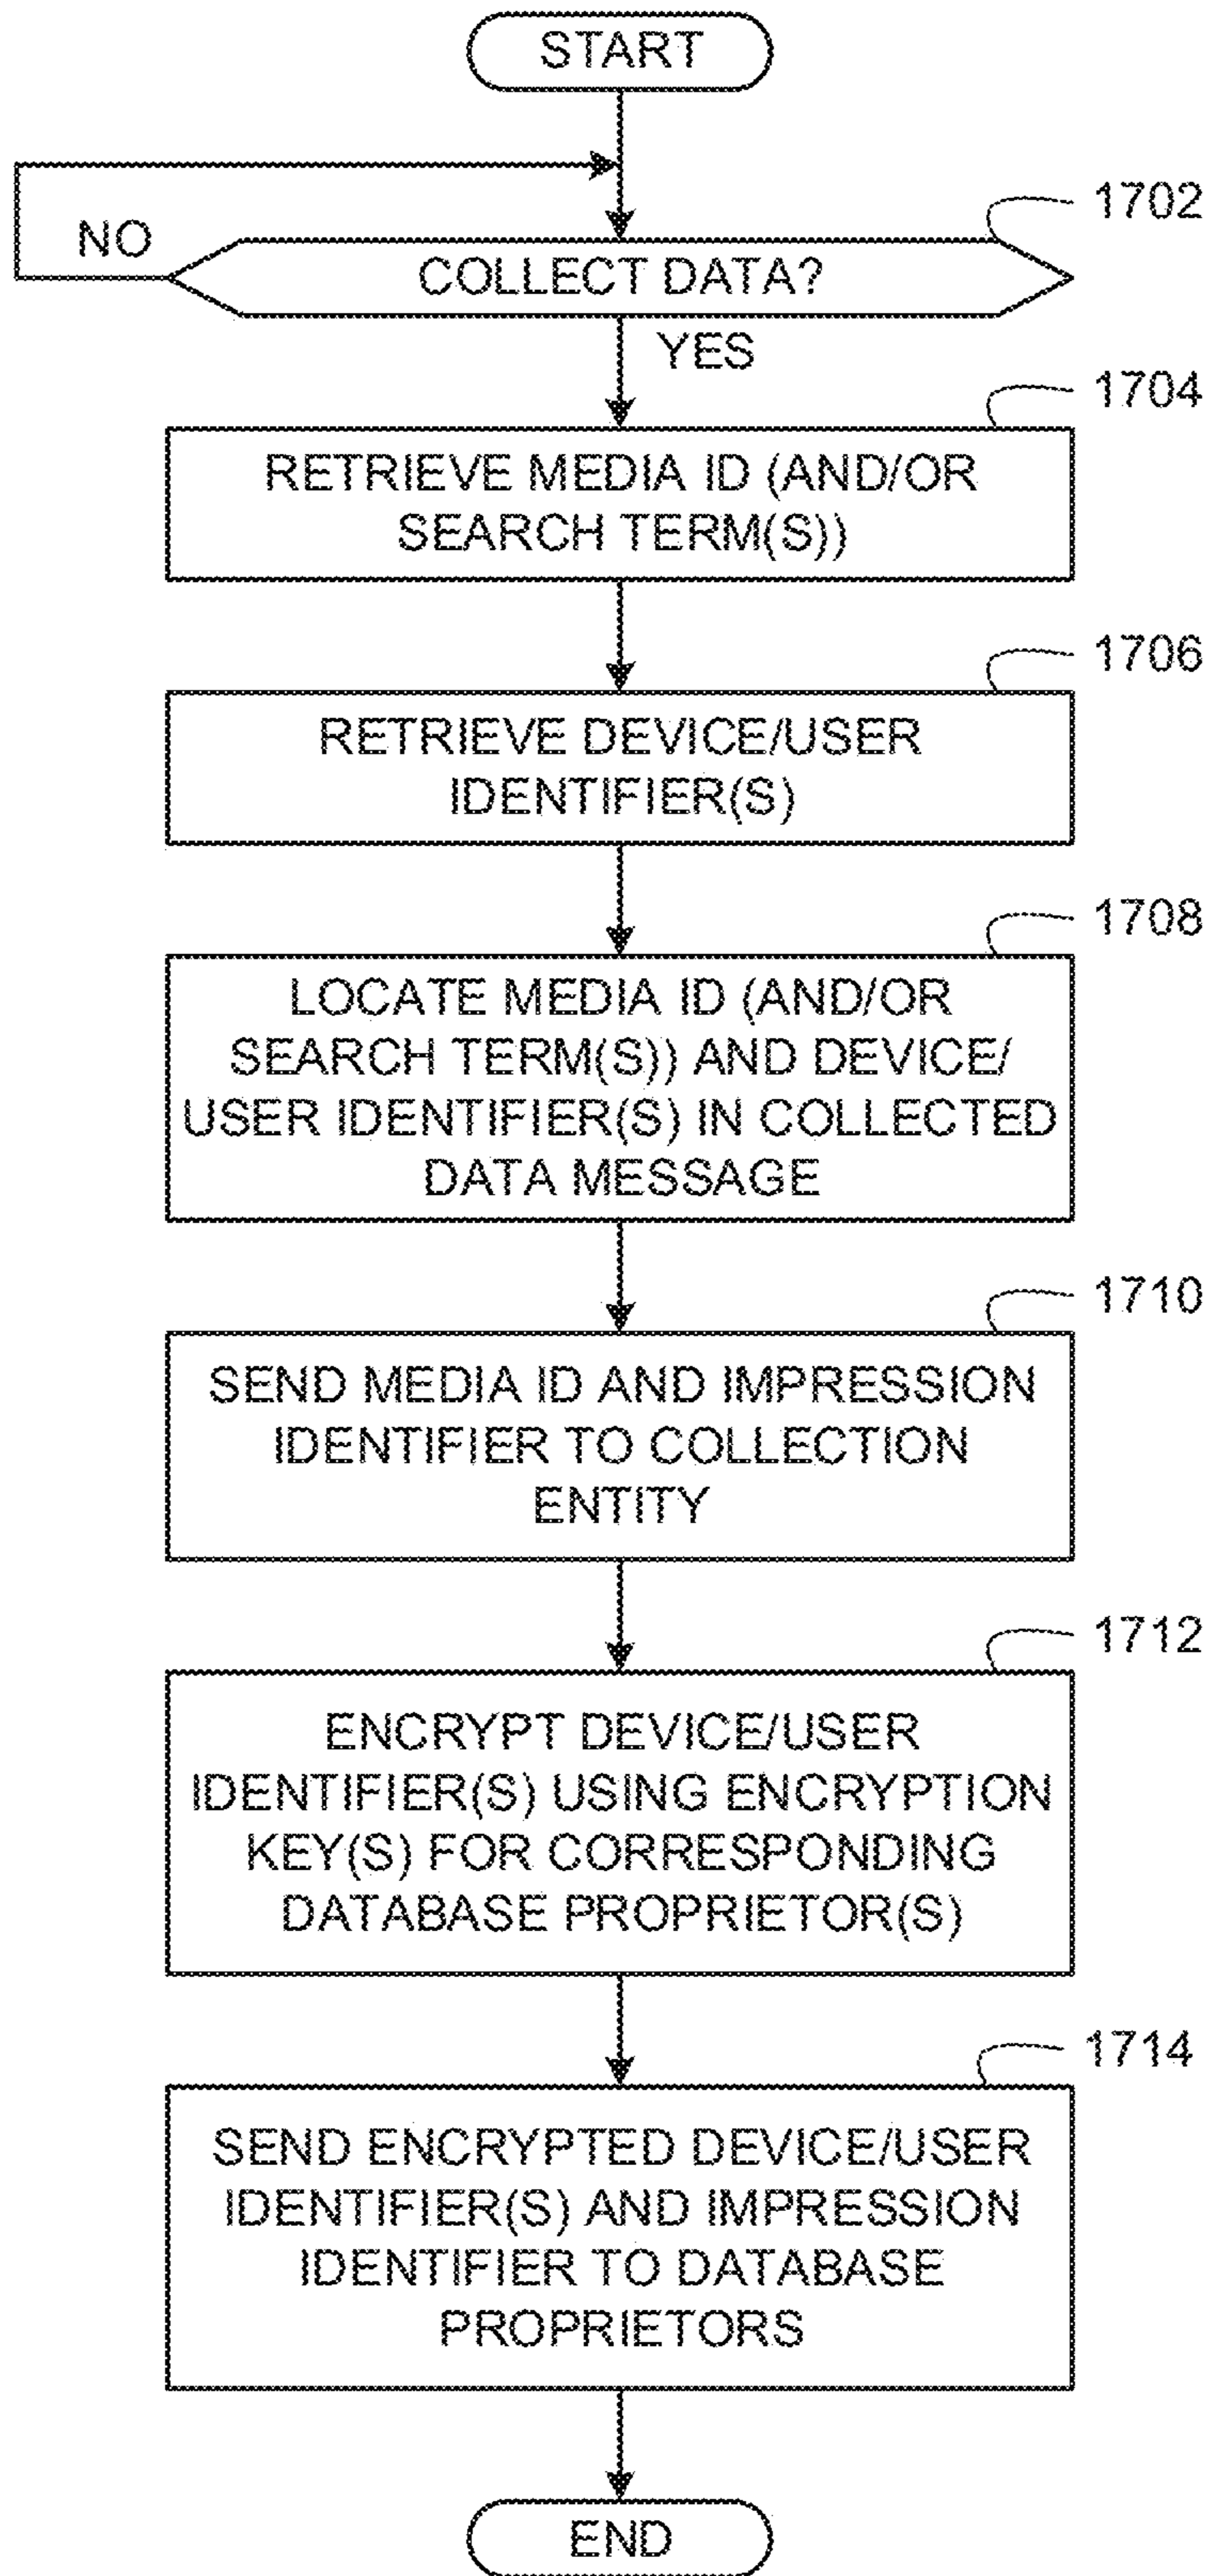 START
1702
NO
COLLECT DATA?
YES
1704
RETRIEVE MEDIA ID (AND/OR
SEARCH TERM(S))
1706
RETRIEVE DEVICE/USER
IDENTIFIER(S)
1708
LOCATE MEDIA ID (AND/OR
SEARCH TERM(S)) AND DEVICE/
USER IDENTIFIER(S) IN COLLECTED
DATA MESSAGE
1710
SEND MEDIA ID AND IMPRESSION
IDENTIFIER TO COLLECTION
ENTITY
1712
ENCRYPT DEVICE/USER
IDENTIFIER(S) USING ENCRYPTION
KEY(S) FOR CORRESPONDING
DATABASE PROPRIETOR(S)
1714
SEND ENCRYPTED DEVICE/USER
IDENTIFIER(S) AND IMPRESSION
IDENTIFIER TO DATABASE
PROPRIETORS
END